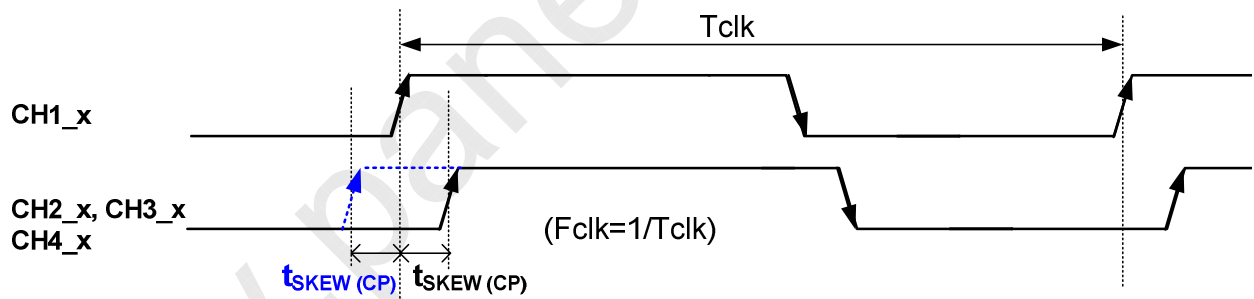 Tclk
CH1_x
CH2_x, CH3_x
CH4_x
(Fclk=1/Tclk)
tSKEW (CP) tSKEW (CP)